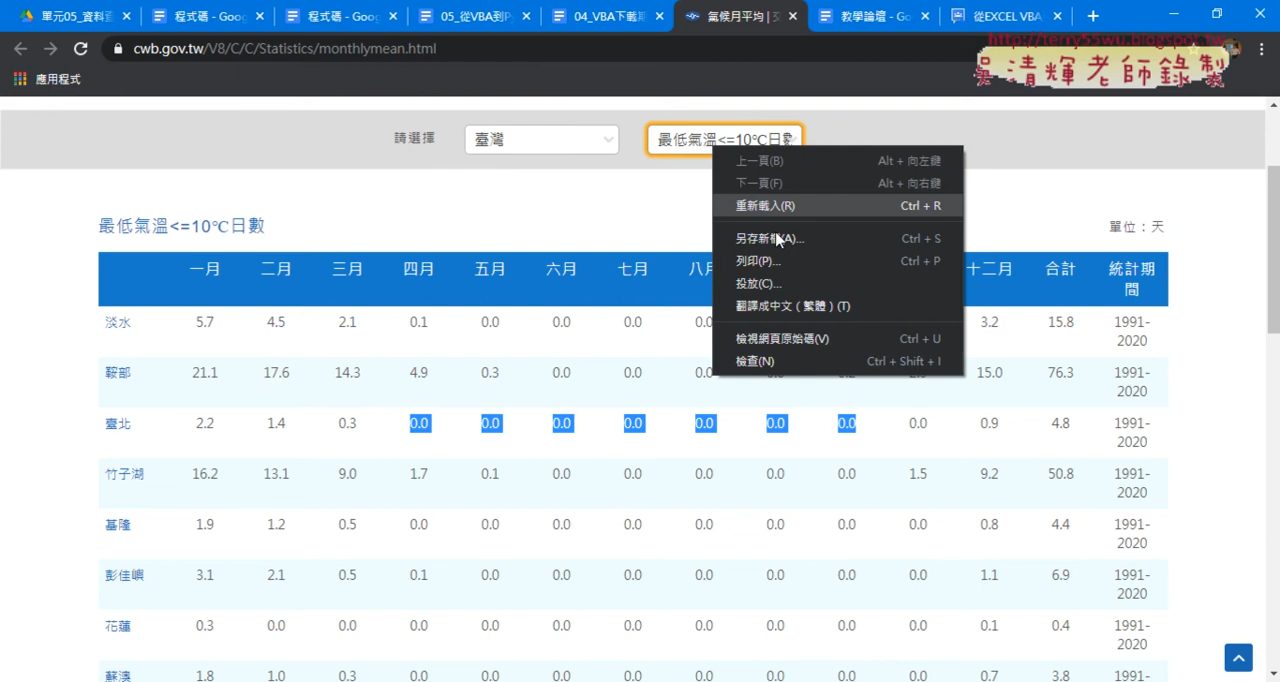 單元05_資料
程式碼 - Goog
程式碼 - Goog
05_從VBA到P
04_VBA下載
氣候月平均 |
教學論壇 - Go
從EXCEL VBA
cwb.gov.tw/V8/C/C/Statistics/monthlymean.html
http://terry55wu.blogspot.tw
吳清輝老師錄製
應用程式
請選擇
臺灣
最低氣溫<=10℃日數
上一頁(B) Alt + 向左鍵
下一頁(F) Alt + 向右鍵
重新載入(R) Ctrl + R
另存新檔(A)... Ctrl + S
列印(P)... Ctrl + P
投放(C)...
翻譯成中文 ( 繁體 ) (T)
檢視網頁原始碼(V) Ctrl + U
檢查(N) Ctrl + Shift + I
最低氣溫<=10℃日數
單位：天
一月 二月 三月 四月 五月 六月 七月 八月 十二月 合計 統計期
間
淡水 5.7 4.5 2.1 0.1 0.0 0.0 0.0 0.0 3.2 15.8 1991-
2020
鞍部 21.1 17.6 14.3 4.9 0.3 0.0 0.0 0.0 15.0 76.3 1991-
2020
臺北 2.2 1.4 0.3 0.0 0.0 0.0 0.0 0.0 0.0 0.0 0.0 0.9 4.8 1991-
2020
竹子湖 16.2 13.1 9.0 1.7 0.1 0.0 0.0 0.0 0.0 0.0 1.5 9.2 50.8 1991-
2020
基隆 1.9 1.2 0.5 0.0 0.0 0.0 0.0 0.0 0.0 0.0 0.0 0.8 4.4 1991-
2020
彭佳嶼 3.1 2.1 0.5 0.1 0.0 0.0 0.0 0.0 0.0 0.0 0.0 1.1 6.9 1991-
2020
花蓮 0.3 0.0 0.0 0.0 0.0 0.0 0.0 0.0 0.0 0.0 0.0 0.1 0.4 1991-
2020
蘇澳 1.8 1.0 0.3 0.0 0.0 0.0 0.0 0.0 0.0 0.0 0.0 0.7 3.8 1991-